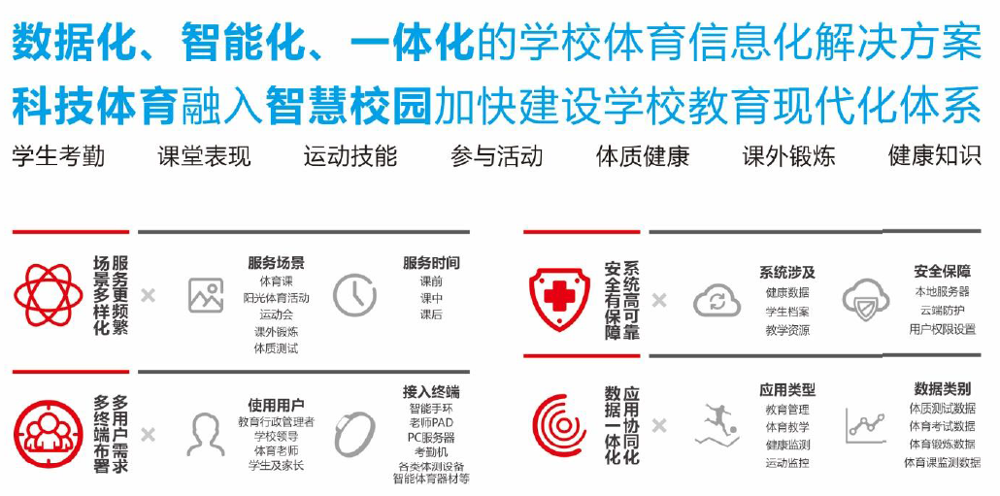 数据化、智能化、一体化的学校体育信息化解决方案
科技体育融入智慧校园加快建设学校教育现代化体系
学生考勤 课堂表现 运动技能 参与活动 体质健康 课外锻炼 健康知识
服务更频繁
场景多样化
×
服务场景
体育课
阳光体育活动
运动会
课外锻炼
体质测试
服务时间
课前
课中
课后
系统高可靠
安全有保障
×
系统涉及
健康数据
学生档案
教学资源
安全保障
本地服务器
云端防护
用户权限设置
多用户需求
多终端布署
×
使用用户
教育行政管理者
学校领导
体育老师
学生及家长
接入终端
智能手环
老师PAD
PC服务器
考勤机
各类体测设备
智能体育器材等
应用协同化
数据一体化
×
应用类型
教育管理
体育教学
健康监测
运动监控
数据类别
体质测试数据
体育考试数据
体育锻炼数据
体育课监测数据